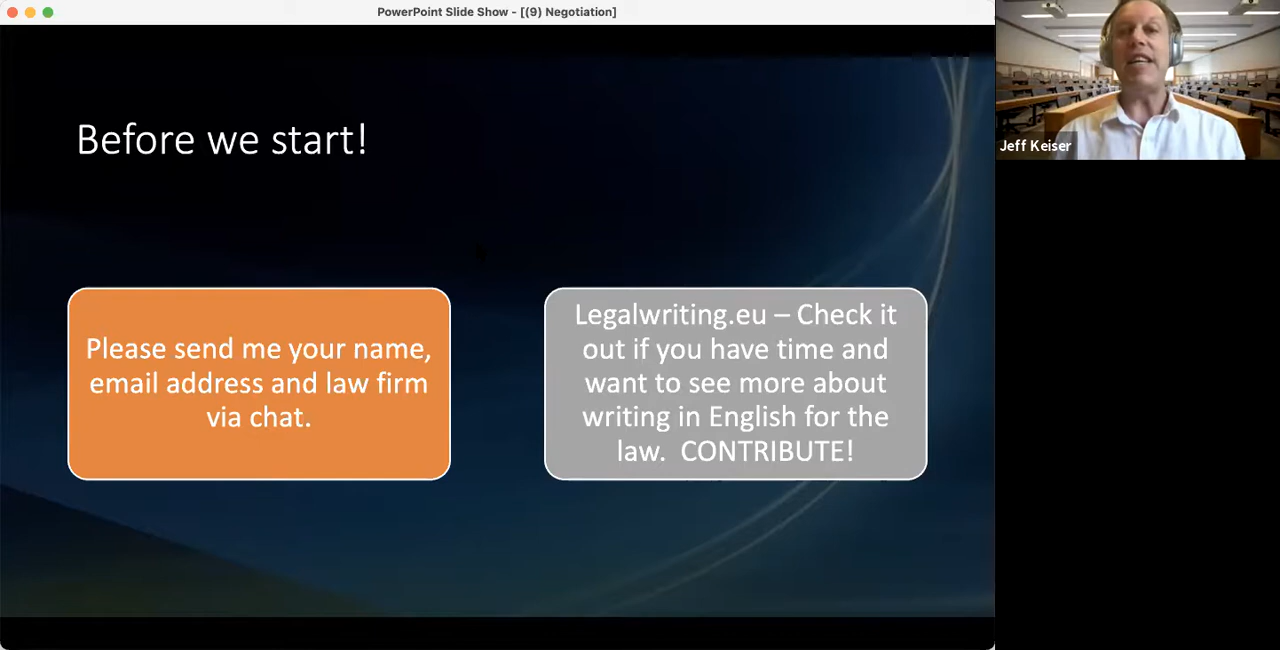 PowerPoint Slide Show - [(9) Negotiation]
Before we start!
Please send me your name,
email address and law firm
via chat.
Legalwriting.eu – Check it
out if you have time and
want to see more about
writing in English for the
law.  CONTRIBUTE!
Jeff Keiser